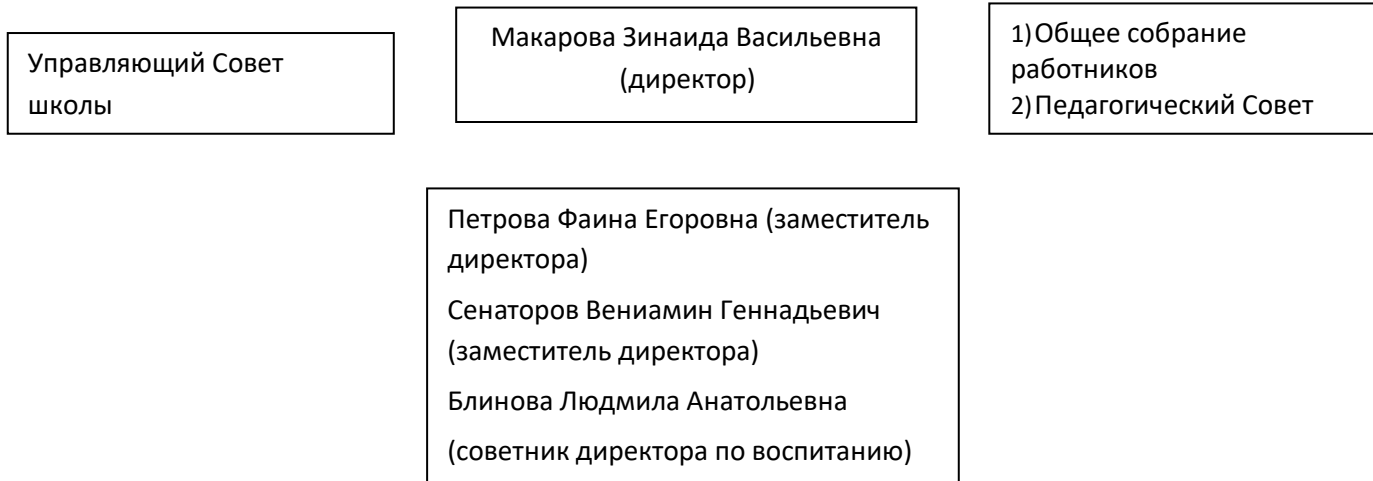 Управляющий Совет
школы
Макарова Зинаида Васильевна
(директор)
1)Общее собрание
работников
2)Педагогический Совет
Петрова Фаина Егоровна (заместитель
директора)
Сенаторов Вениамин Геннадьевич
(заместитель директора)
Блинова Людмила Анатольевна
(советник директора по воспитанию)